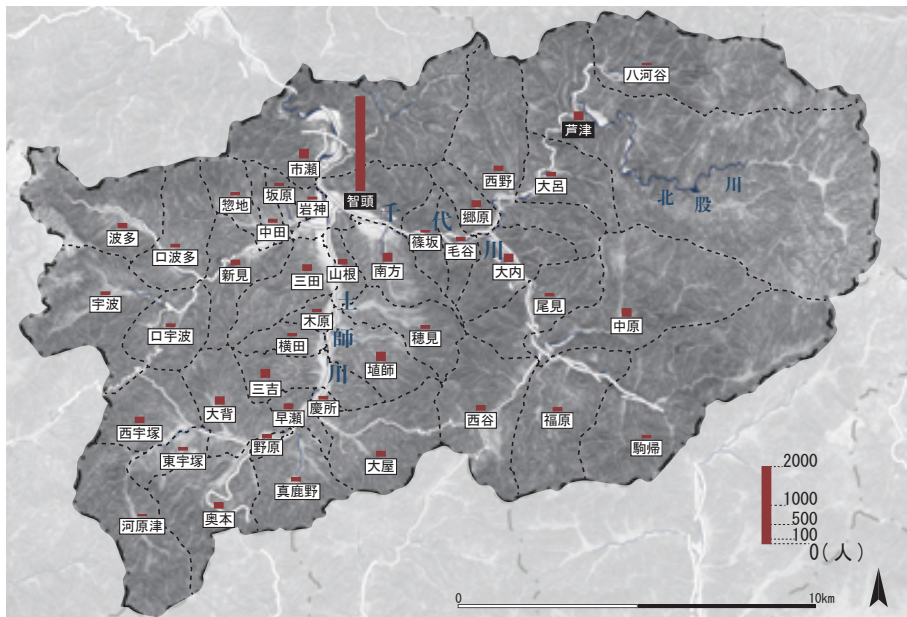 八河谷
芦津
市瀬
西野
大呂
北股川
惣地
坂原
岩神
智頭
郷原
千代川
波多
中田
篠坂
毛谷
口波多
新見
三田
山根
南方
大内
宇波
土師川
尾見
口宇波
木原
穂見
中原
横田
埴師
三吉
大背
早瀬
慶所
西谷
福原
西宇塚
東宇塚
野原
大屋
駒帰
真鹿野
河原津
奥本
2000
1000
500
100
0(人)
0
10km